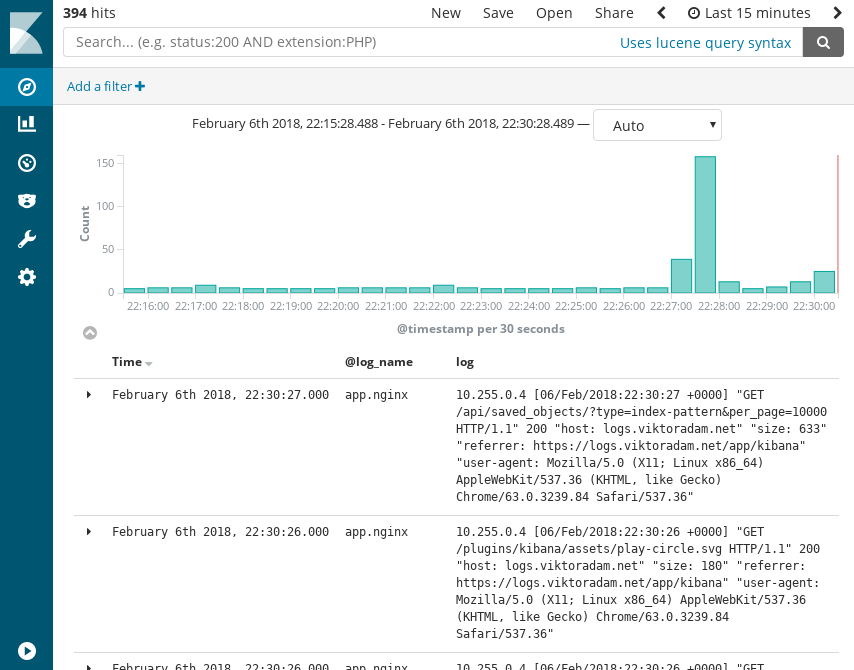 394 hits New Save Open Share Last 15 minutes
Search... (e.g. status:200 AND extension:PHP) Uses lucene query syntax
Add a filter
February 6th 2018, 22:15:28.488 - February 6th 2018, 22:30:28.489 — Auto
150
100
50
0
Count
22:16:00 22:17:00 22:18:00 22:19:00 22:20:00 22:21:00 22:22:00 22:23:00 22:24:00 22:25:00 22:26:00 22:27:00 22:28:00 22:29:00 22:30:00
@timestamp per 30 seconds
Time @log_name log
February 6th 2018, 22:30:27.000 app.nginx 10.255.0.4 [06/Feb/2018:22:30:27 +0000] "GET
/api/saved_objects/?type=index-pattern&per_page=10000
HTTP/1.1" 200 "host: logs.viktoradam.net" "size: 633"
"referrer: https://logs.viktoradam.net/app/kibana"
"user-agent: Mozilla/5.0 (X11; Linux x86_64)
AppleWebKit/537.36 (KHTML, like Gecko)
Chrome/63.0.3239.84 Safari/537.36"
February 6th 2018, 22:30:26.000 app.nginx 10.255.0.4 [06/Feb/2018:22:30:26 +0000] "GET
/plugins/kibana/assets/play-circle.svg HTTP/1.1" 200
"host: logs.viktoradam.net" "size: 180" "referrer:
https://logs.viktoradam.net/app/kibana" "user-agent:
Mozilla/5.0 (X11; Linux x86_64) AppleWebKit/537.36
(KHTML, like Gecko) Chrome/63.0.3239.84
Safari/537.36"
February 6th 2018, 22:30:26.000 app.nginx 10.255.0.4 [06/Feb/2018:22:30:26 +0000] "GET